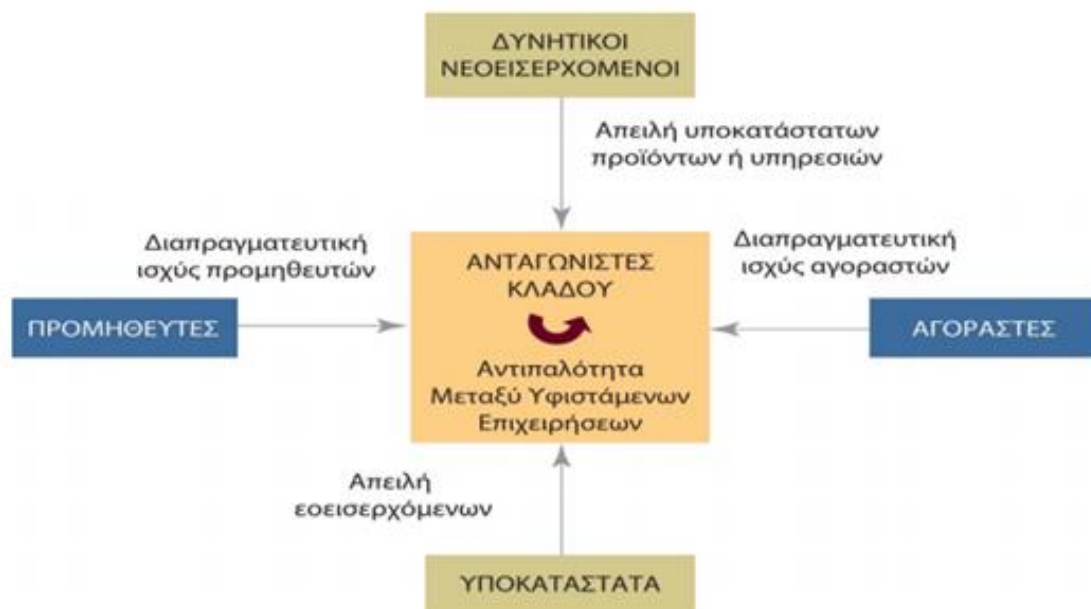 ΔΥΝΗΤΙΚΟΙ
ΝΕΟΕΙΣΕΡΧΟΜΕΝΟΙ
Απειλή υποκατάστατων
προϊόντων ή υπηρεσιών
Διαπραγματευτική
ισχύς προμηθευτών
Διαπραγματευτική
ισχύς αγοραστών
ΠΡΟΜΗΘΕΥΤΕΣ
ΑΝΤΑΓΩΝΙΣΤΕΣ
ΚΛΑΔΟΥ
Αντιπαλότητα
Μεταξύ Υφιστάμενων
Επιχειρήσεων
ΑΓΟΡΑΣΤΕΣ
Απειλή
εοεισερχόμενων
ΥΠΟΚΑΤΑΣΤΑΤΑ